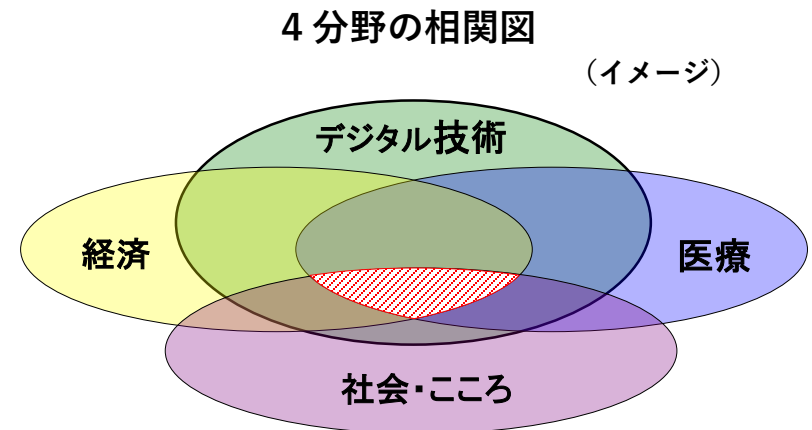 4分野の相関図
（イメージ）
デジタル技術
経済
医療
社会・こころ